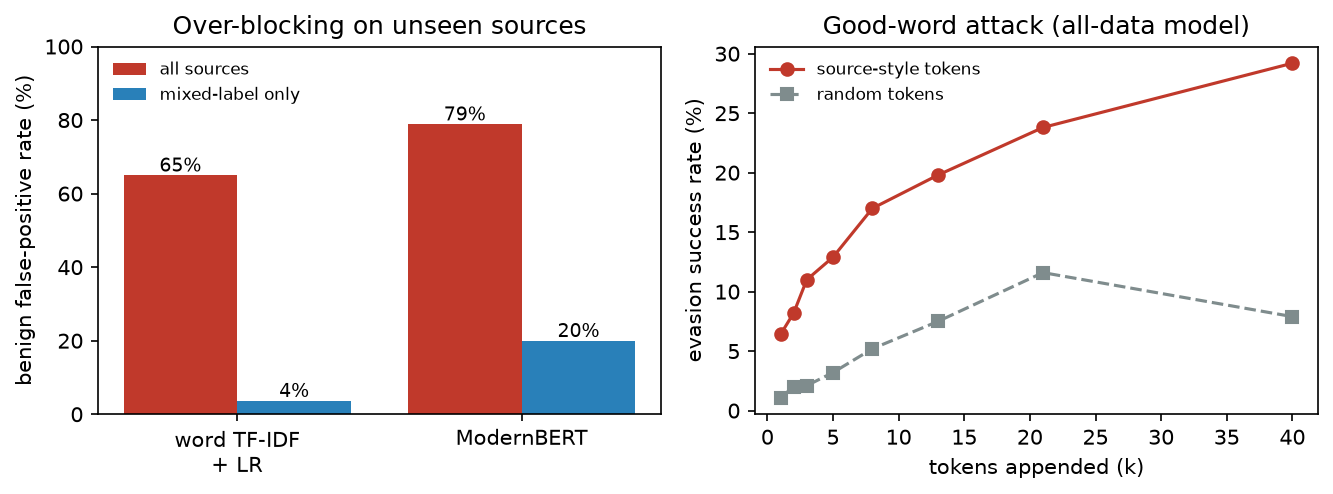 Over-blocking on unseen sources
benign false-positive rate (%)
100
80
60
40
20
0
all sources
mixed-label only
65%
4%
79%
20%
word TF-IDF
+ LR
ModernBERT
Good-word attack (all-data model)
evasion success rate (%)
30
25
20
15
10
5
0
source-style tokens
random tokens
0 5 10 15 20 25 30 35 40
tokens appended (k)